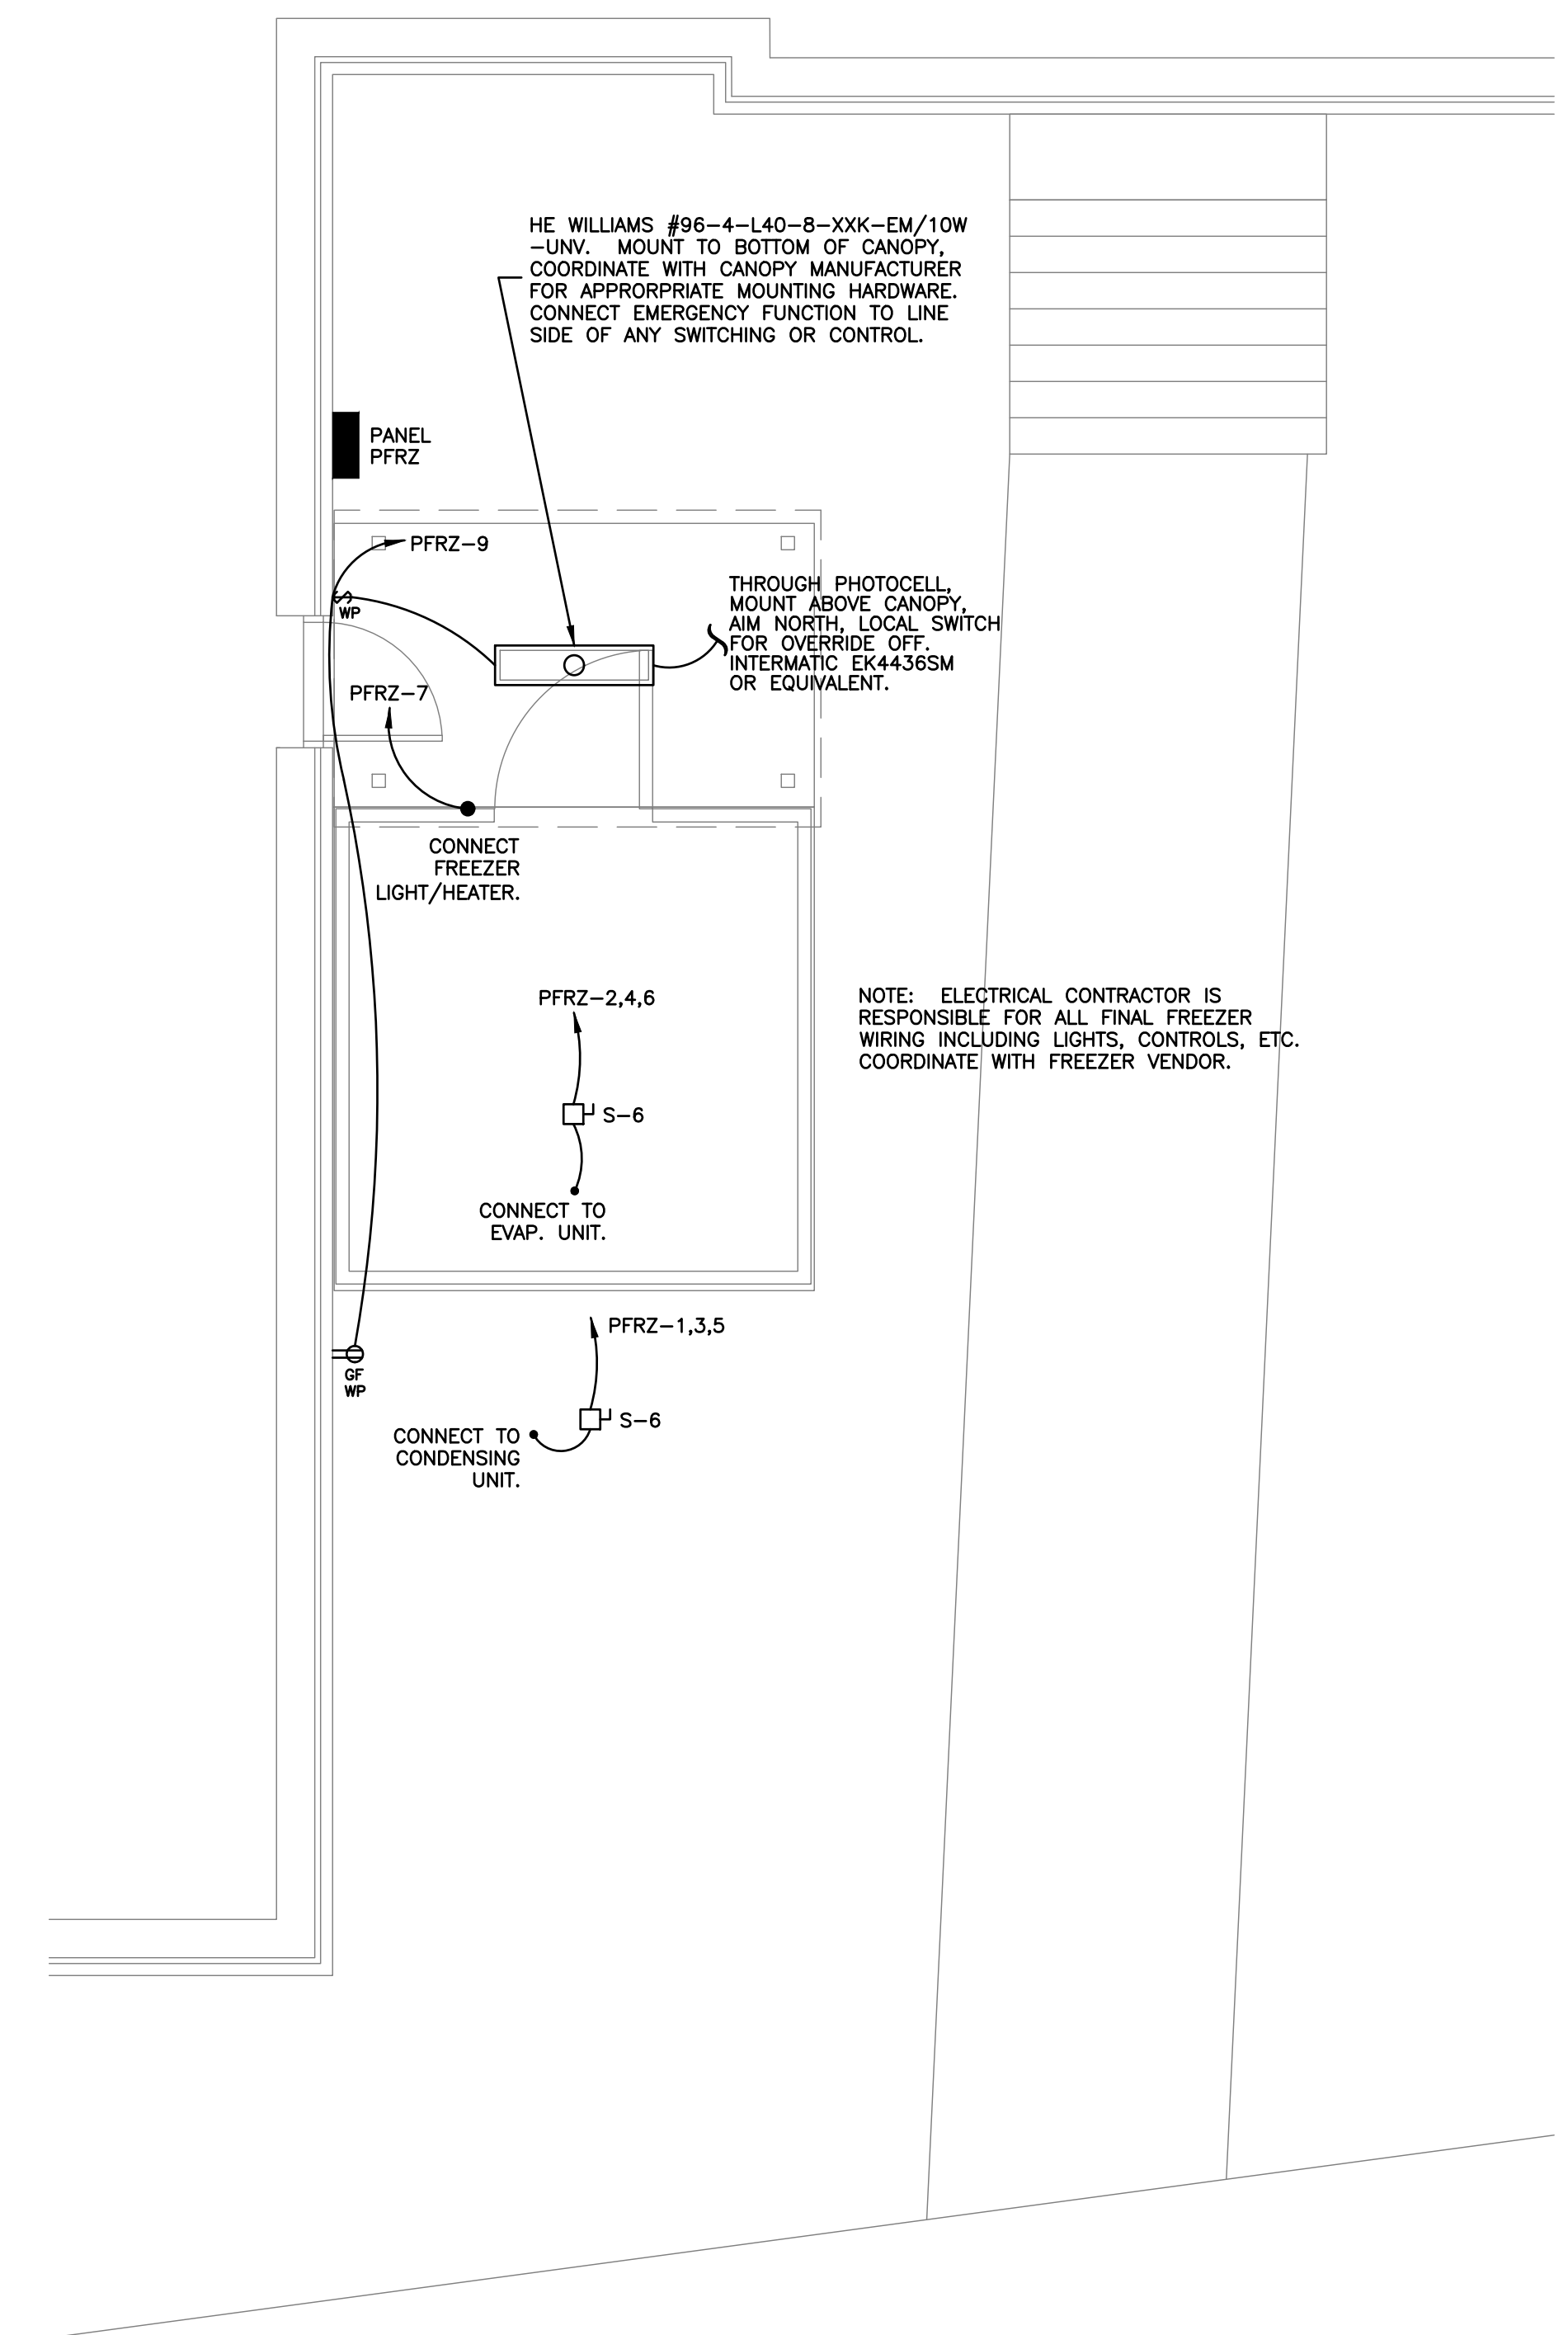 HE WILLIAMS #96-4-L40-8-XXK-EM/10W
-UNV. MOUNT TO BOTTOM OF CANOPY,
COORDINATE WITH CANOPY MANUFACTURER
FOR APPRORPRIATE MOUNTING HARDWARE.
CONNECT EMERGENCY FUNCTION TO LINE
SIDE OF ANY SWITCHING OR CONTROL.
PANEL
PFRZ
PFRZ-9
WP
THROUGH PHOTOCELL,
MOUNT ABOVE CANOPY,
AIM NORTH, LOCAL SWITCH
FOR OVERRIDE OFF.
INTERMATIC EK4436SM
OR EQUIVALENT.
PFRZ-7
CONNECT
FREEZER
LIGHT/HEATER.
PFRZ-2,4,6
S-6
CONNECT TO
EVAP. UNIT.
NOTE: ELECTRICAL CONTRACTOR IS
RESPONSIBLE FOR ALL FINAL FREEZER
WIRING INCLUDING LIGHTS, CONTROLS, ETC.
COORDINATE WITH FREEZER VENDOR.
PFRZ-1,3,5
GF
WP
S-6
CONNECT TO
CONDENSING
UNIT.